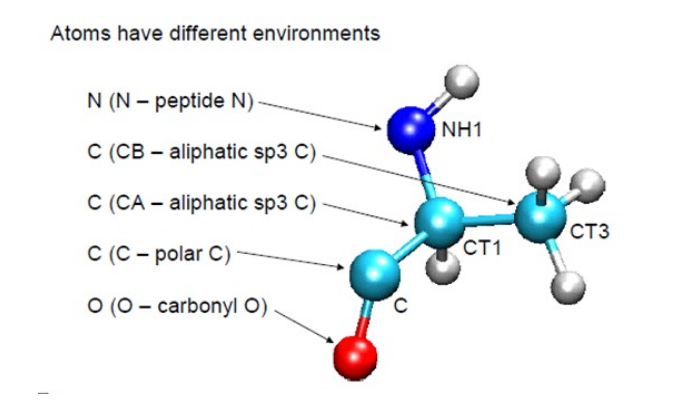 Atoms have different environments
N (N – peptide N)
NH1
C (CB – aliphatic sp3 C)
C (CA – aliphatic sp3 C)
CT3
CT1
C (C – polar C)
C
O (O – carbonyl O)